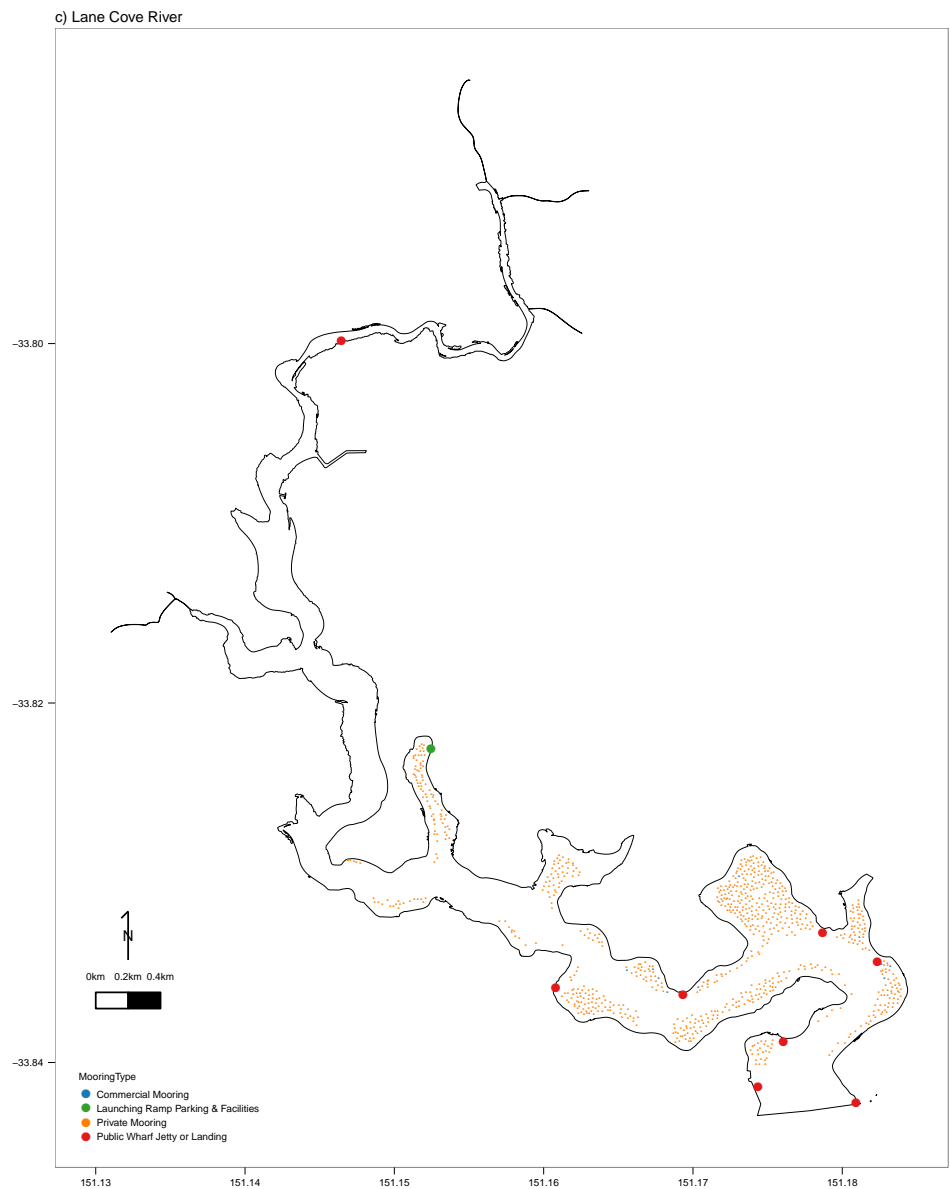 c) Lane Cove River
−33.80
−33.82
−33.84
N
0km 0.2km 0.4km
MooringType
Commercial Mooring
Launching Ramp Parking & Facilities
Private Mooring
Public Wharf Jetty or Landing
151.13 151.14 151.15 151.16 151.17 151.18